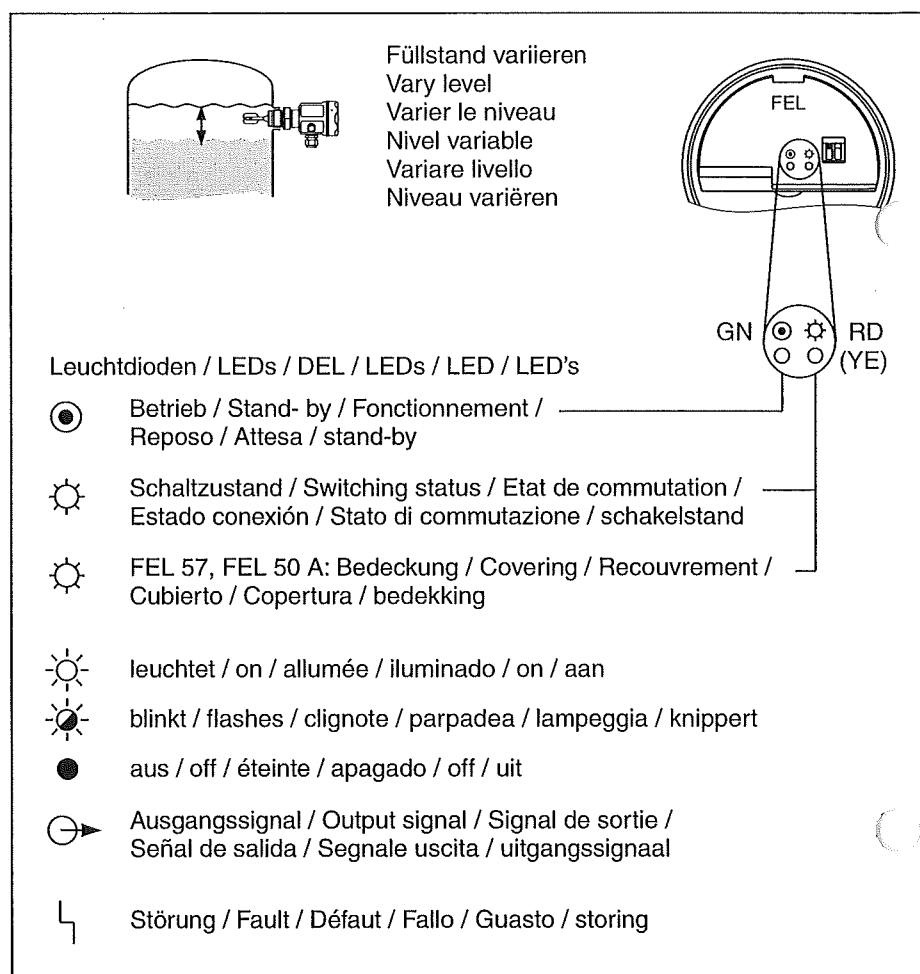 Füllstand variieren
Vary level
Varier le niveau
Nivel variable
Variare livello
Niveau variëren
FEL
GN
RD
(YE)
Leuchtdioden / LEDs / DEL / LEDs / LED / LED's
Betrieb / Stand- by / Fonctionnement /
Reposo / Attesa / stand-by
Schaltzustand / Switching status / Etat de commutation /
Estado conexión / Stato di commutazione / schakelstand
FEL 57, FEL 50 A: Bedeckung / Covering / Recouvrement /
Cubierto / Copertura / bedekking
leuchtet / on / allumée / iluminado / on / aan
blinkt / flashes / clignote / parpadea / lampeggia / knippert
aus / off / éteinte / apagado / off / uit
Ausgangssignal / Output signal / Signal de sortie /
Señal de salida / Segnale uscita / uitgangssignaal
Störung / Fault / Défaut / Fallo / Guasto / storing